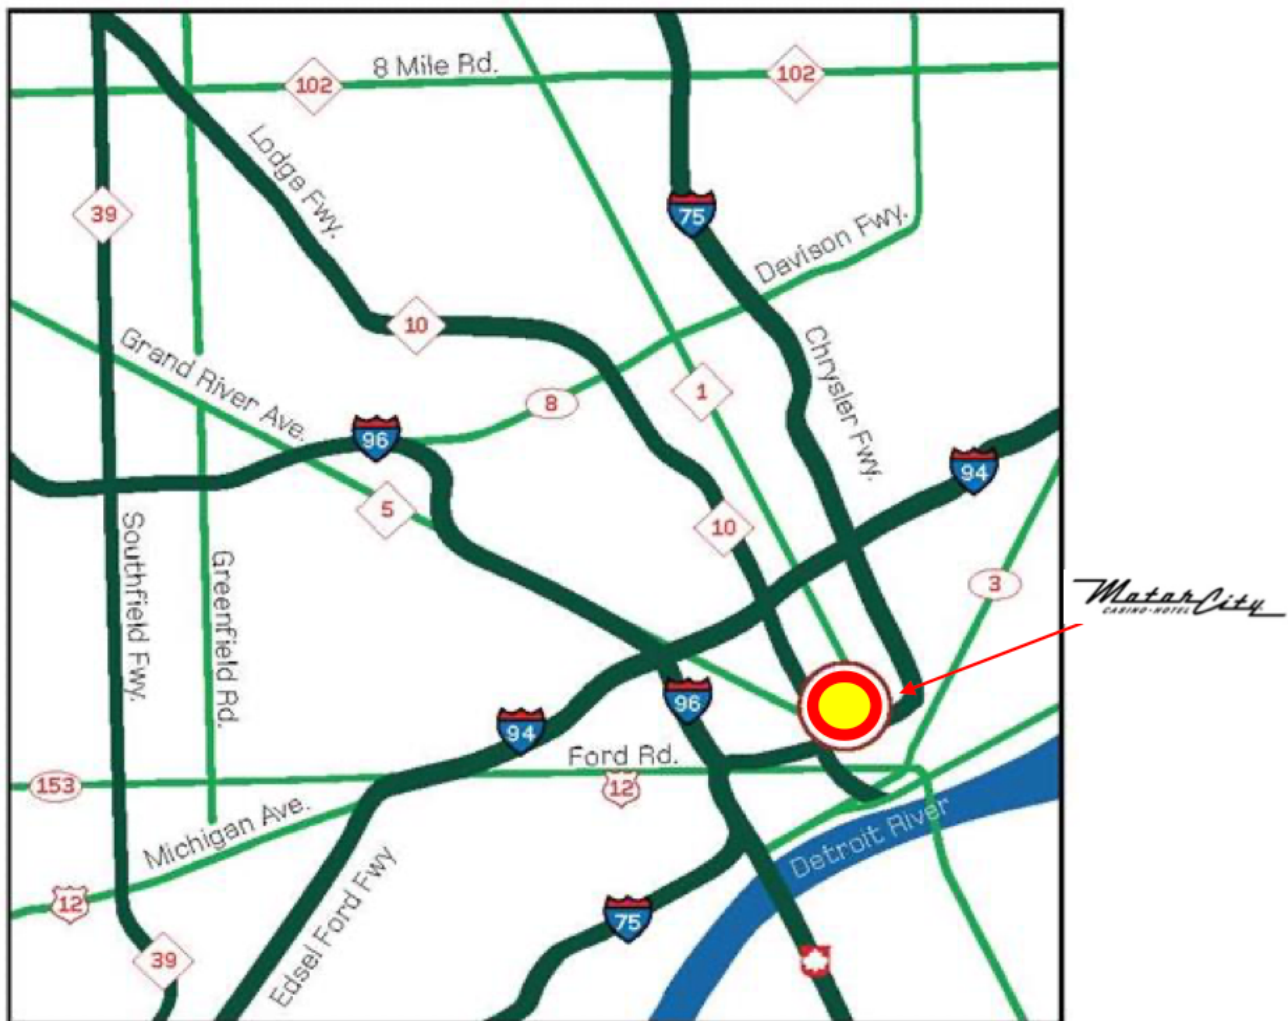 8 Mile Rd.
102
102
Lodge Fwy.
39
75
Davison Fwy.
10
Grand River Ave.
Chrysler Fwy.
1
8
96
94
5
10
Southfield Fwy.
Greenfield Rd.
3
MotorCity
CASINO-HOTEL
96
94
Ford Rd.
153
12
Michigan Ave.
Detroit River
12
Edsel Ford Fwy
75
39